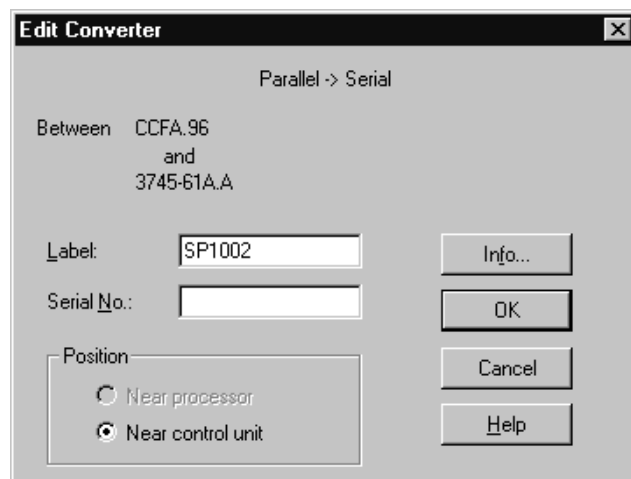 Edit Converter
Parallel -> Serial
Between CCFA.96
and
3745-61A.A
Label: SP1002
Info...
Serial No.:
OK
Position
Near processor
Near control unit
Cancel
Help